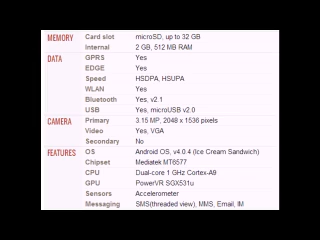 MEMORY Card slot microSD, up to 32 GB
Internal 2 GB, 512 MB RAM
DATA GPRS Yes
EDGE Yes
Speed HSDPA, HSUPA
WLAN Yes
Bluetooth Yes, v2.1
USB Yes, microUSB v2.0
CAMERA Primary 3.15 MP, 2048 x 1536 pixels
Video Yes, VGA
Secondary No
FEATURES OS Android OS, v4.0.4 (Ice Cream Sandwich)
Chipset Mediatek MT6577
CPU Dual-core 1 GHz Cortex-A9
GPU PowerVR SGX531u
Sensors Accelerometer
Messaging SMS(threaded view), MMS, Email, IM